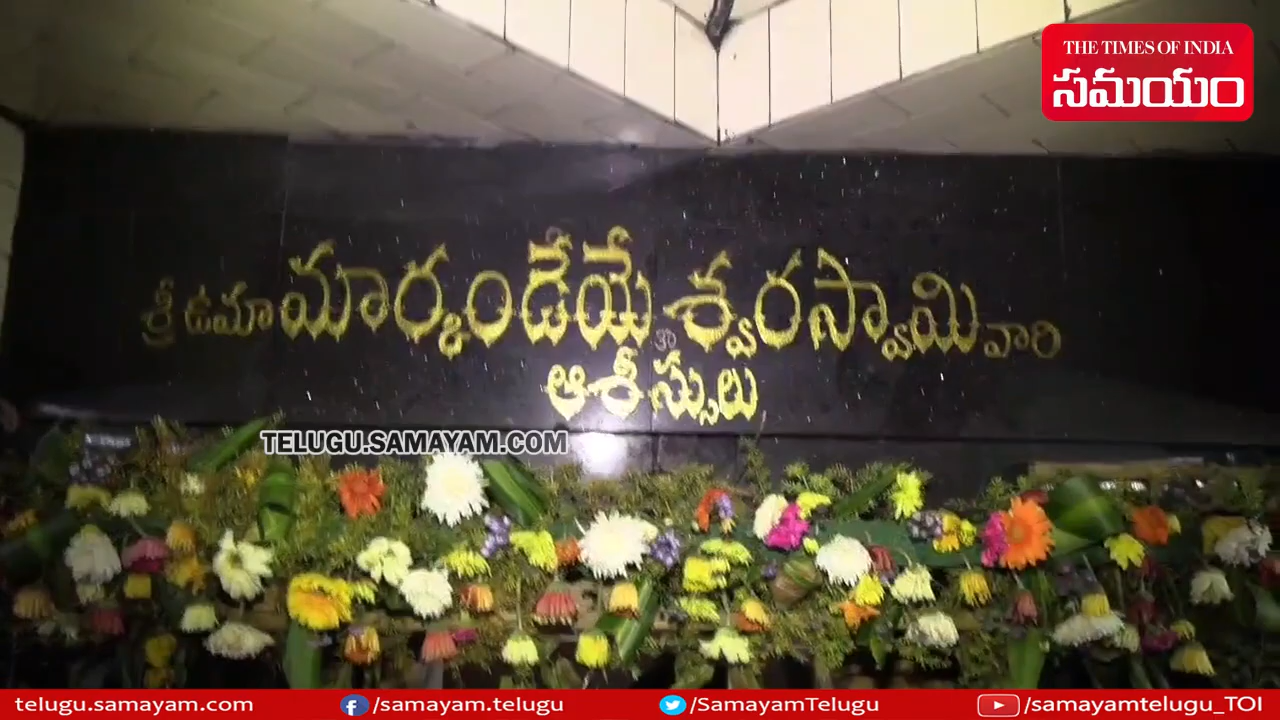 THE TIMES OF INDIA
సమయం
శ్రీ ఉమా మార్కండేయేశ్వరస్వామి వారి
ఆశీస్సులు
TELUGU.SAMAYAM.COM
telugu.samayam.com /samayam.telugu /SamayamTelugu /samayamtelugu_TOI